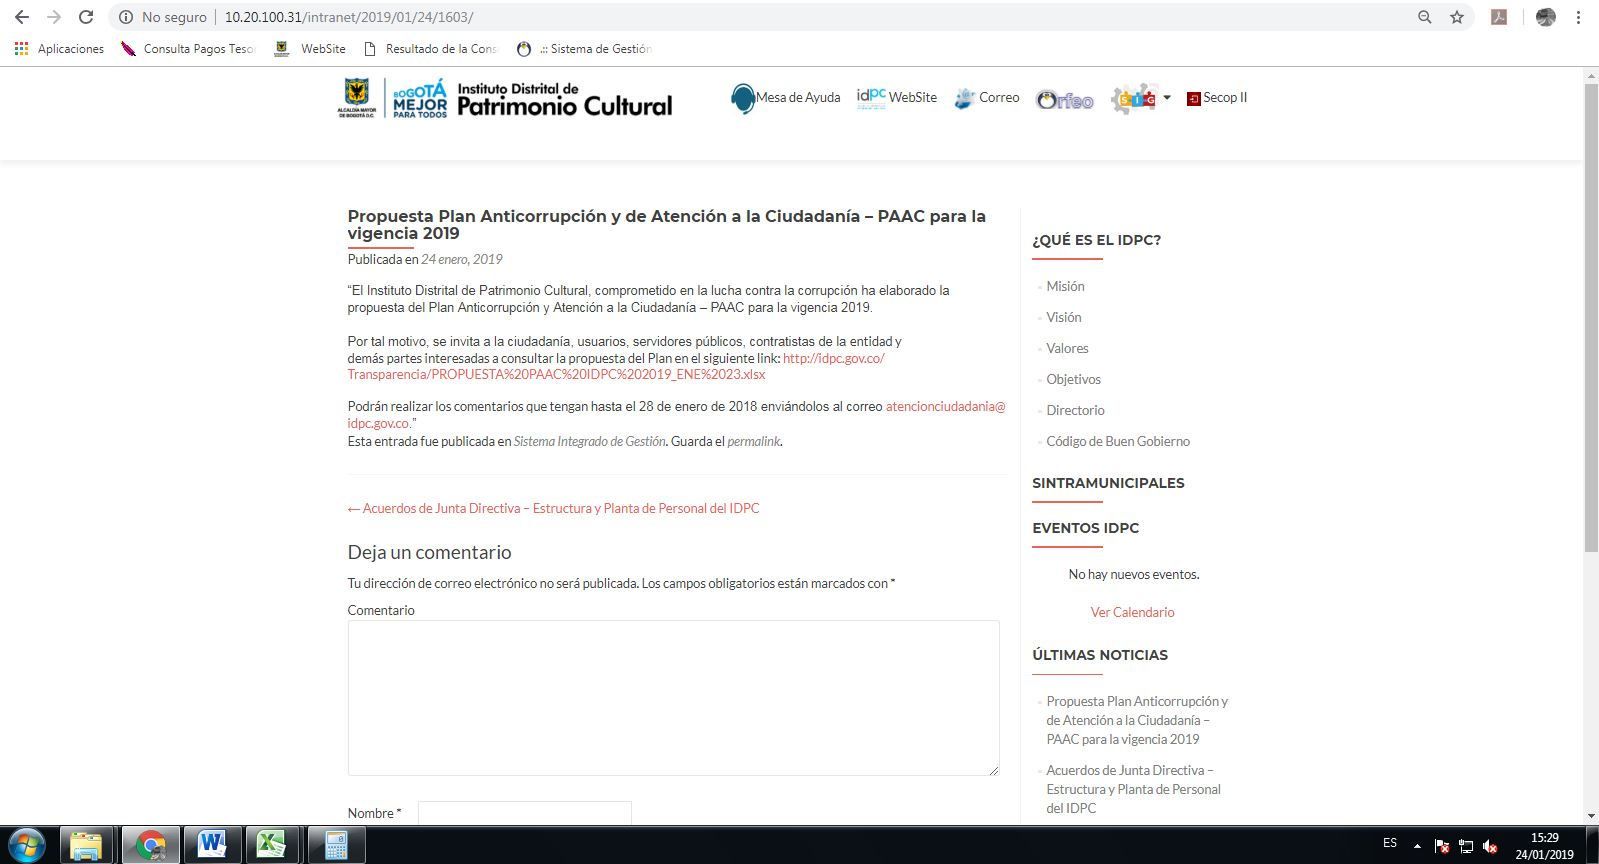 No seguro
10.20.100.31/intranet/2019/01/24/1603/
Aplicaciones
Consulta Pagos Teso
WebSite
Resultado de la Con
.:: Sistema de Gestión
ALCALDÍA MAYOR
DE BOGOTÁ D.C.
BOGOTÁ
MEJOR
PARA TODOS
Instituto Distrital de
Patrimonio Cultural
Mesa de Ayuda
idpc WebSite
Correo
Orfeo
SIG
Secop II
Propuesta Plan Anticorrupción y de Atención a la Ciudadanía – PAAC para la
vigencia 2019
Publicada en 24 enero, 2019
“El Instituto Distrital de Patrimonio Cultural, comprometido en la lucha contra la corrupción ha elaborado la
propuesta del Plan Anticorrupción y Atención a la Ciudadanía – PAAC para la vigencia 2019.
Por tal motivo, se invita a la ciudadanía, usuarios, servidores públicos, contratistas de la entidad y
demás partes interesadas a consultar la propuesta del Plan en el siguiente link: http://idpc.gov.co/
Transparencia/PROPUESTA%20PAAC%20IDPC%202019_ENE%2023.xlsx
Podrán realizar los comentarios que tengan hasta el 28 de enero de 2018 enviándolos al correo atencionciudadania@
idpc.gov.co.”
Esta entrada fue publicada en Sistema Integrado de Gestión. Guarda el permalink.
← Acuerdos de Junta Directiva – Estructura y Planta de Personal del IDPC
Deja un comentario
Tu dirección de correo electrónico no será publicada. Los campos obligatorios están marcados con *
Comentario
Nombre *
¿QUÉ ES EL IDPC?
Misión
Visión
Valores
Objetivos
Directorio
Código de Buen Gobierno
SINTRAMUNICIPALES
EVENTOS IDPC
No hay nuevos eventos.
Ver Calendario
ÚLTIMAS NOTICIAS
Propuesta Plan Anticorrupción y
de Atención a la Ciudadanía –
PAAC para la vigencia 2019
Acuerdos de Junta Directiva –
Estructura y Planta de Personal
del IDPC
ES
15:29
24/01/2019